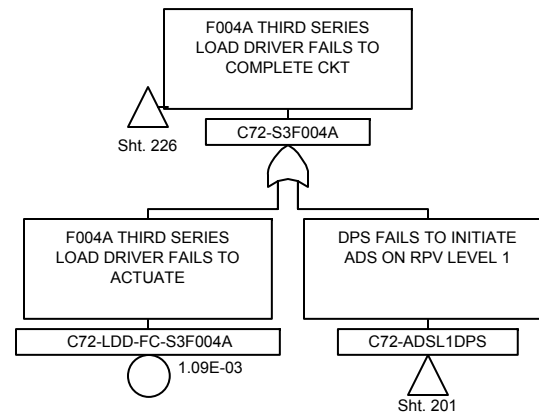 F004A THIRD SERIES
LOAD DRIVER FAILS TO
COMPLETE CKT
Sht. 226
C72-S3F004A
F004A THIRD SERIES
LOAD DRIVER FAILS TO
ACTUATE
C72-LDD-FC-S3F004A
1.09E-03
DPS FAILS TO INITIATE
ADS ON RPV LEVEL 1
C72-ADSL1DPS
Sht. 201